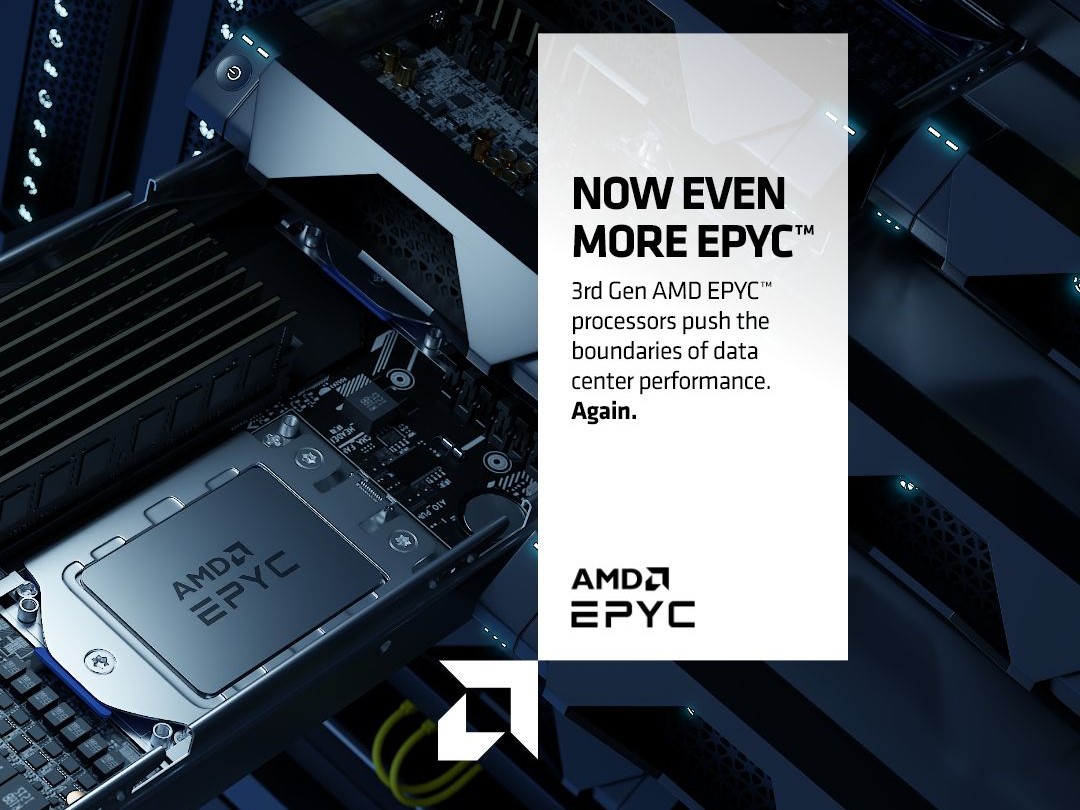 NOW EVEN
MORE EPYC™
3rd Gen AMD EPYC™
processors push the
boundaries of data
center performance.
Again.
AMD
EPYC
AMD
EPYC